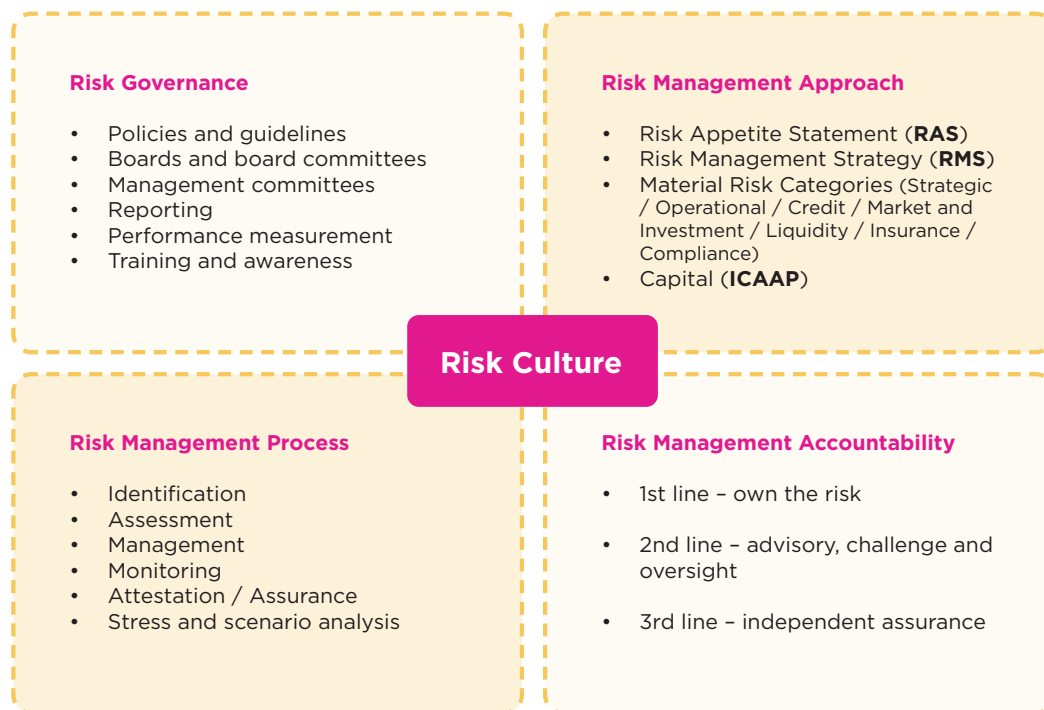 Risk Governance
• Policies and guidelines
• Boards and board committees
• Management committees
• Reporting
• Performance measurement
• Training and awareness
Risk Management Approach
• Risk Appetite Statement (RAS)
• Risk Management Strategy (RMS)
• Material Risk Categories (Strategic
/ Operational / Credit / Market and
Investment / Liquidity / Insurance /
Compliance)
• Capital (ICAAP)
Risk Culture
Risk Management Process
• Identification
• Assessment
• Management
• Monitoring
• Attestation / Assurance
• Stress and scenario analysis
Risk Management Accountability
• 1st line – own the risk
• 2nd line – advisory, challenge and
oversight
• 3rd line – independent assurance